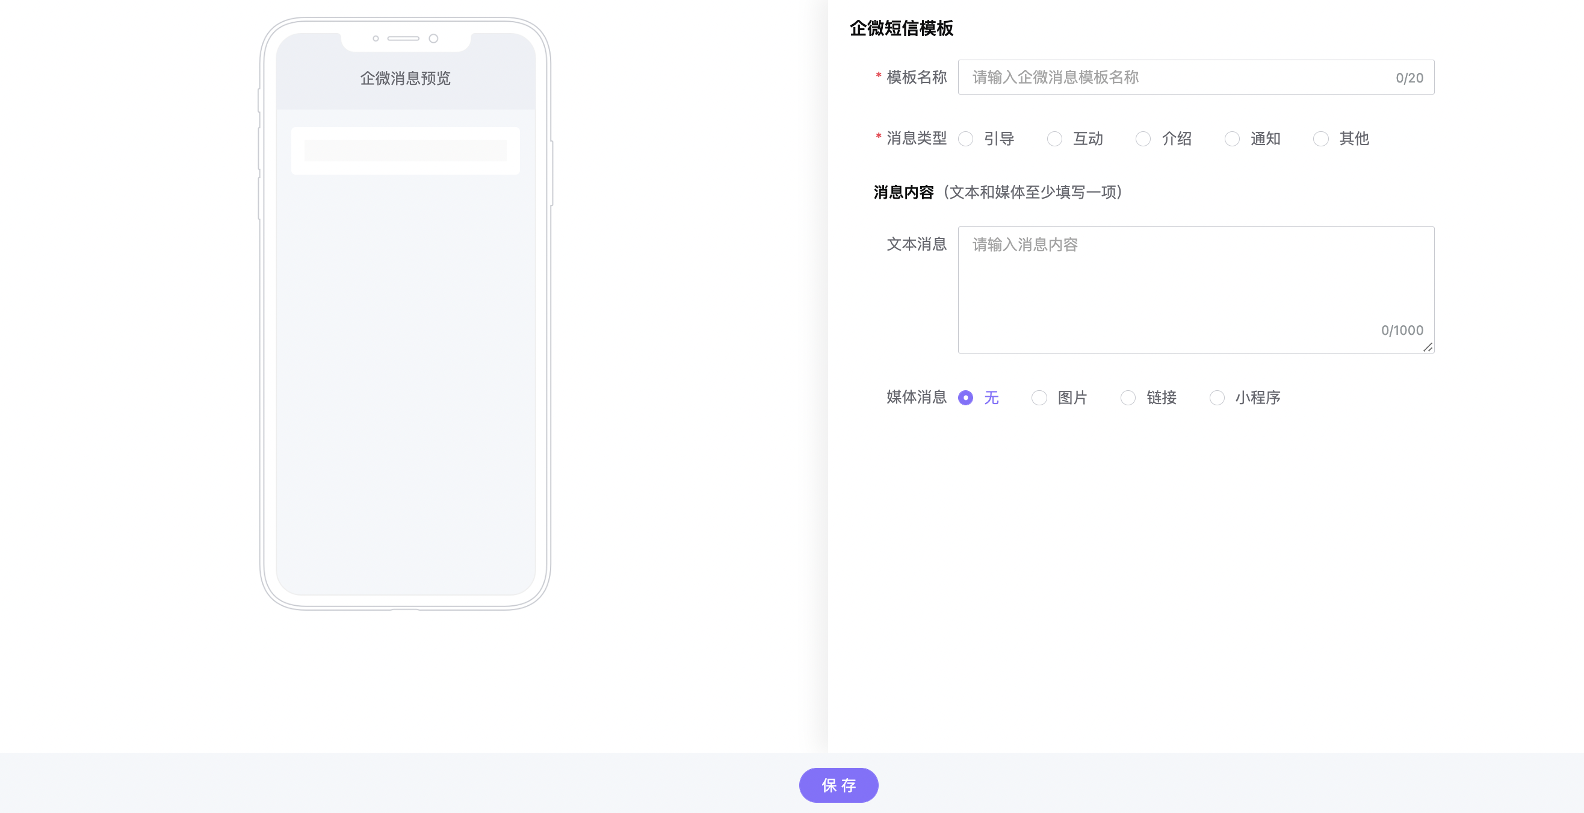 企微消息预览
企微短信模板
* 模板名称 请输入企微消息模板名称 0/20
* 消息类型 引导 互动 介绍 通知 其他
消息内容（文本和媒体至少填写一项）
文本消息 请输入消息内容
0/1000
媒体消息 无 图片 链接 小程序
保 存